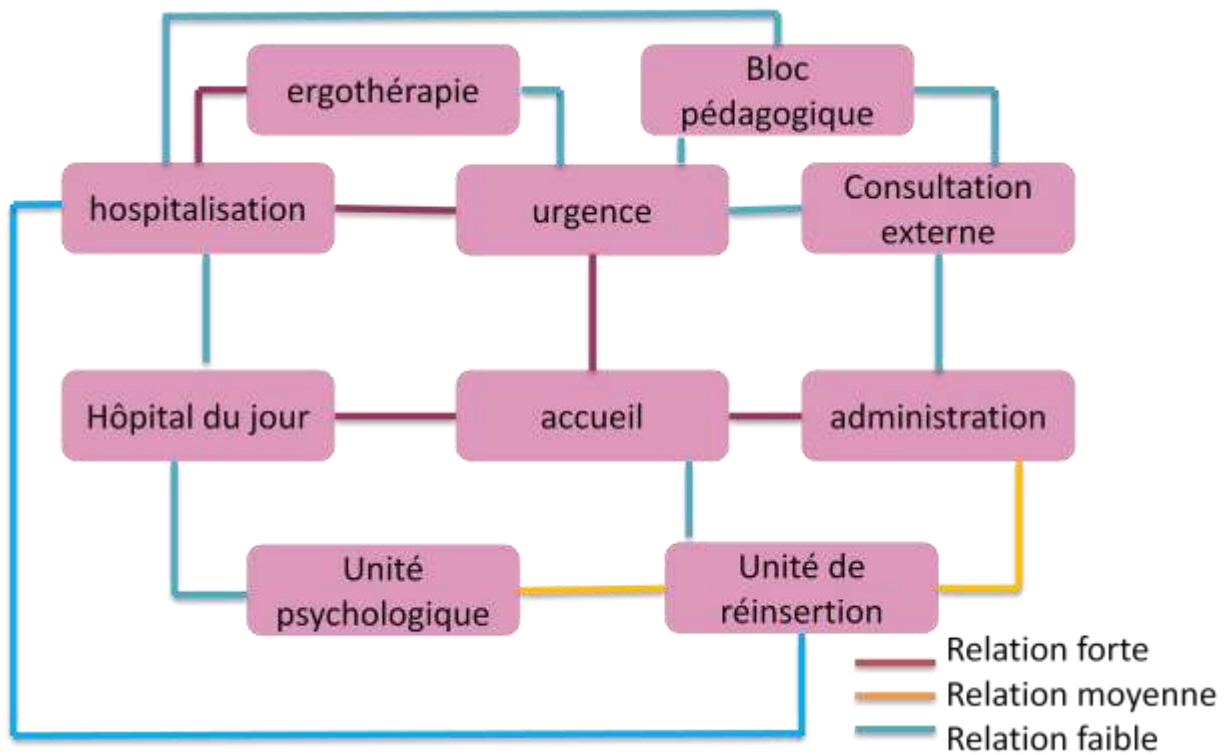 ergothérapie
Bloc
pédagogique
hospitalisation
urgence
Consultation
externe
Hôpital du jour
accueil
administration
Unité
psychologique
Unité de
réinsertion
Relation forte
Relation moyenne
Relation faible